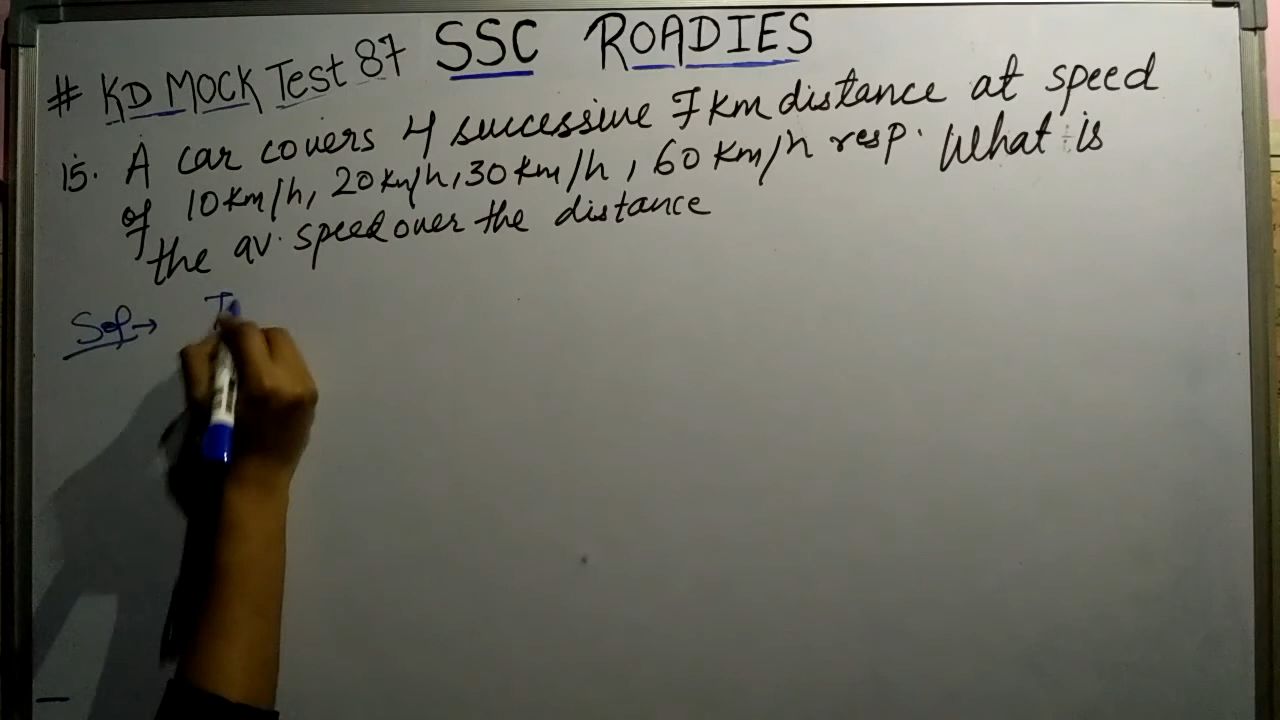 SSC ROADIES
# KD MOCK Test 87
15. A car covers 4 successive 7 km distance at speed
of 10 km/h, 20 km/h, 30 km/h, 60 km/h resp. What is
the av. speed over the distance
Sol→ T